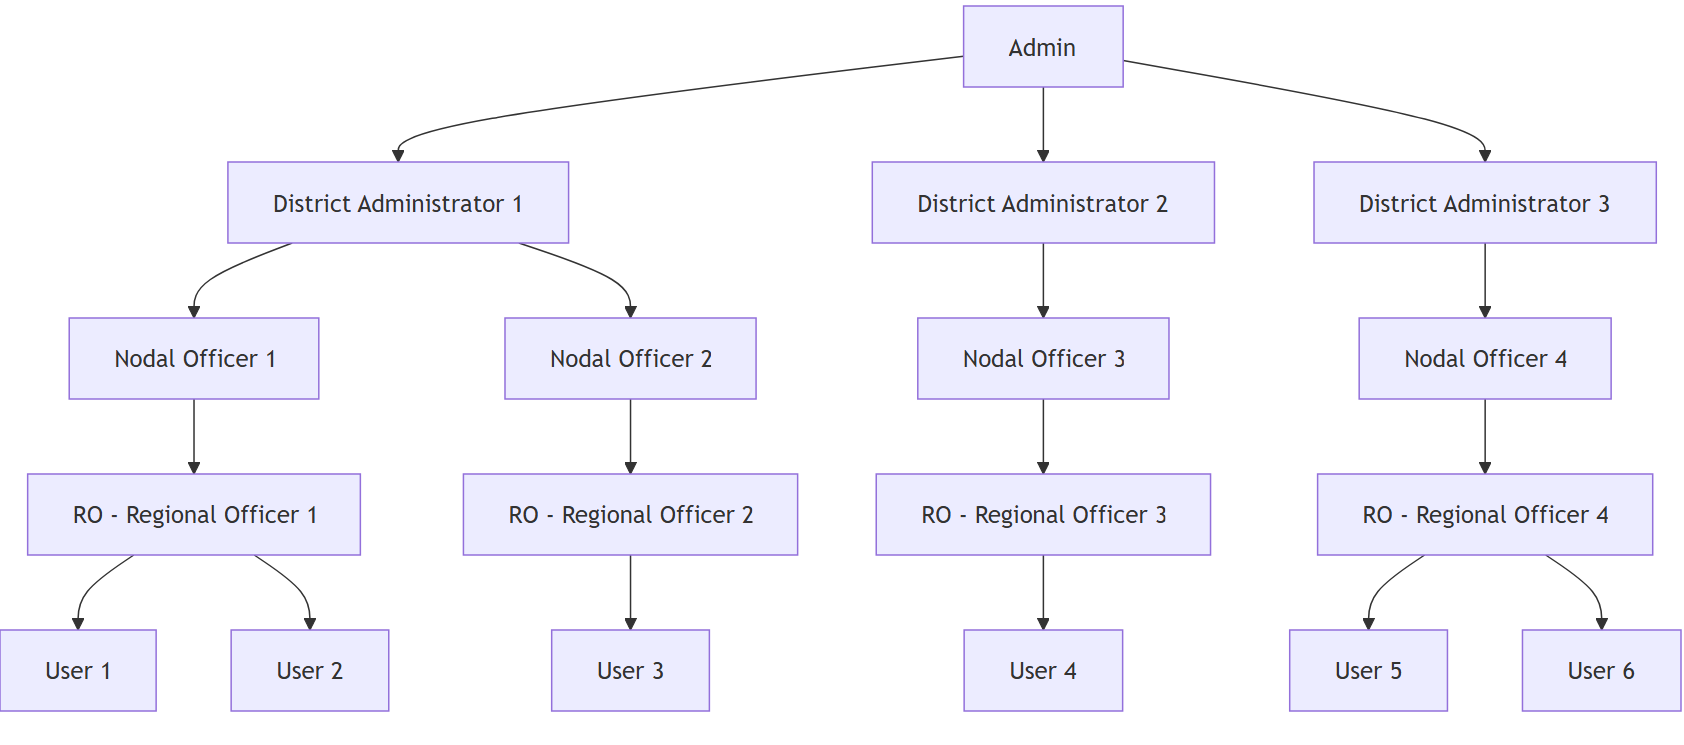 Admin
District Administrator 1
District Administrator 2
District Administrator 3
Nodal Officer 1
Nodal Officer 2
Nodal Officer 3
Nodal Officer 4
RO - Regional Officer 1
RO - Regional Officer 2
RO - Regional Officer 3
RO - Regional Officer 4
User 1
User 2
User 3
User 4
User 5
User 6